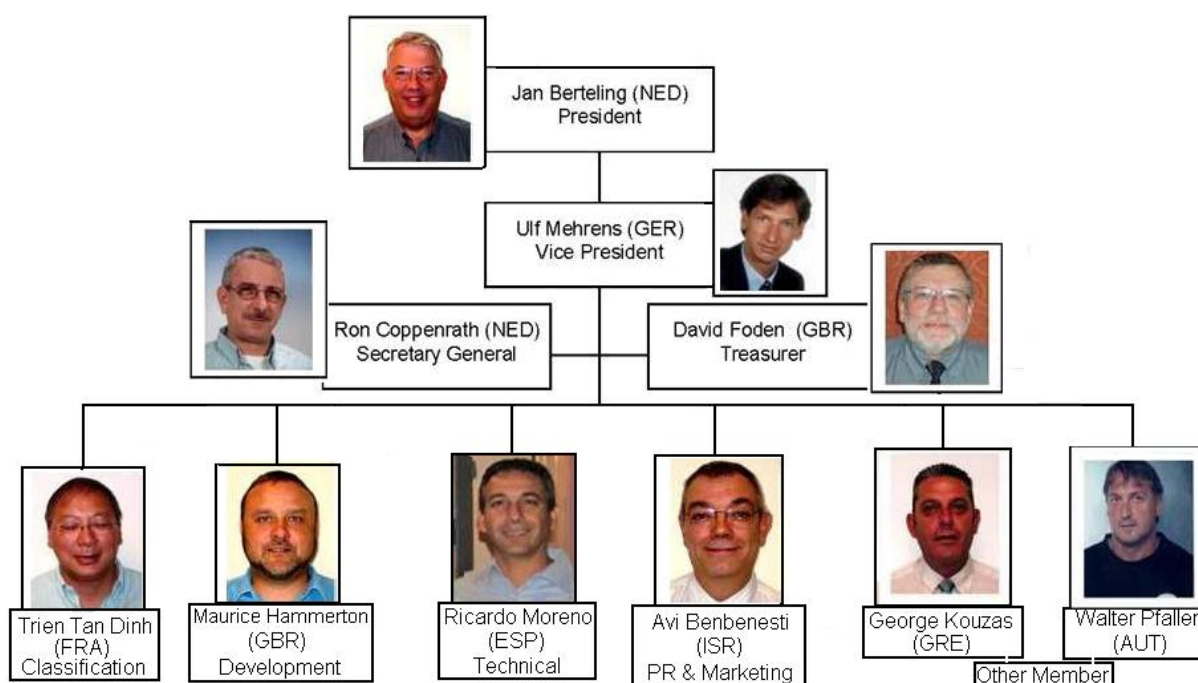 Jan Berteling (NED)
President
Ulf Mehrens (GER)
Vice President
Ron Coppenrath (NED)
Secretary General
David Foden (GBR)
Treasurer
Trien Tan Dinh
(FRA)
Classification
Maurice Hammerton
(GBR)
Development
Ricardo Moreno
(ESP)
Technical
Avi Benbenesti
(ISR)
PR & Marketing
George Kouzas
(GRE)
Walter Pfaller
(AUT)
Other Member